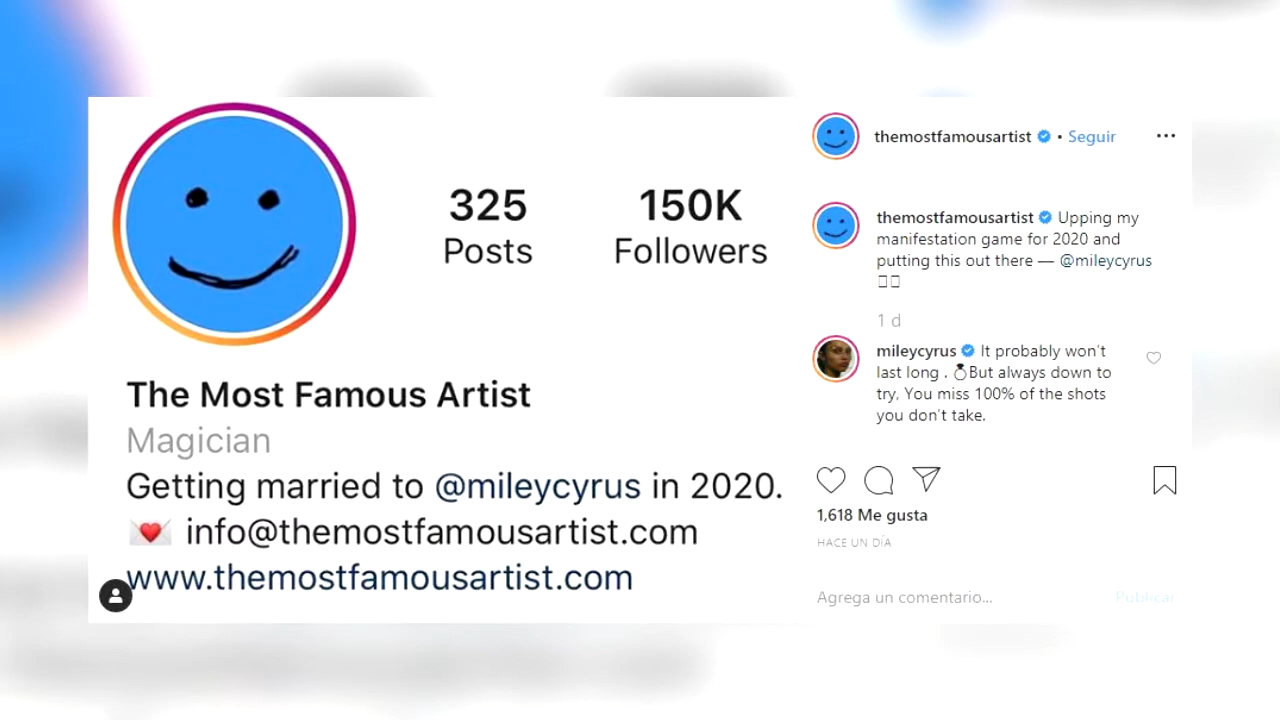 325
Posts
150K
Followers
The Most Famous Artist
Magician
Getting married to @mileycyrus in 2020.
💌 info@themostfamousartist.com
www.themostfamousartist.com
themostfamousartist • Seguir
themostfamousartist Upping my
manifestation game for 2020 and
putting this out there — @mileycyrus
1 d
mileycyrus It probably won't
last long . 💍But always down to
try, You miss 100% of the shots
you don't take.
1,618 Me gusta
HACE UN DÍA
Agrega un comentario...
Publicar